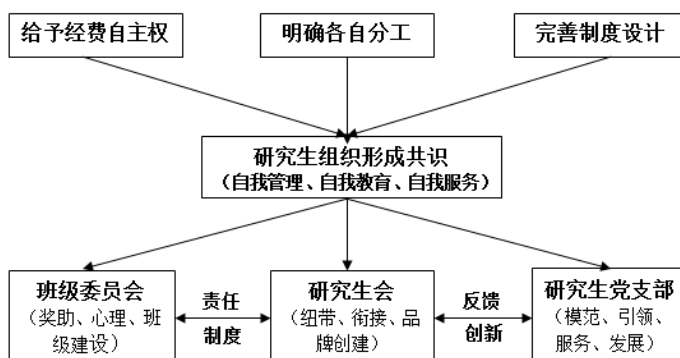 给予经费自主权
明确各自分工
完善制度设计
研究生组织形成共识
（自我管理、自我教育、自我服务）
班级委员会
（奖助、心理、班
级建设）
责任
制度
研究生会
（纽带、衔接、品
牌创建）
反馈
创新
研究生党支部
（模范、引领、
服务、发展）